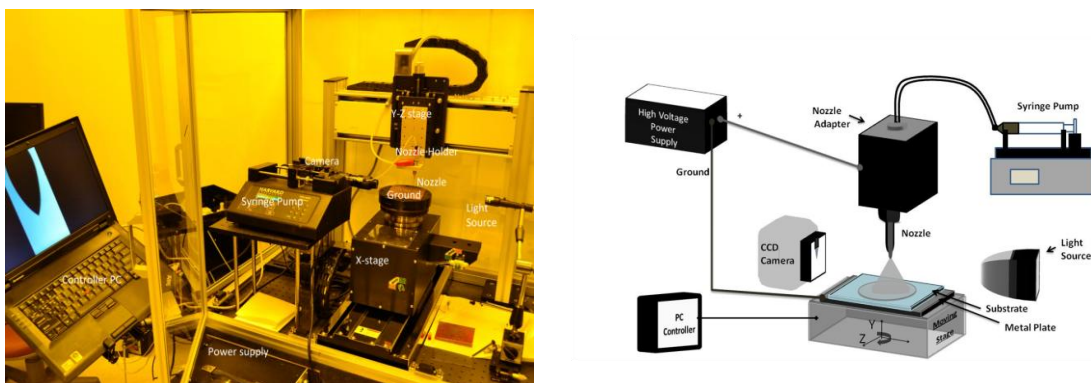 Y-Z stage
Nozzle-Holder
Camera
Nozzle
Ground
HARVARD
Syringe Pump
Light
Source
X-stage
Controller PC
Power supply
High Voltage
Power
Supply
+
Ground
Nozzle
Adapter
Syringe Pump
Nozzle
CCD
Camera
Light
Source
Substrate
Metal Plate
PC
Controller
Moving
Stage
Y
Z